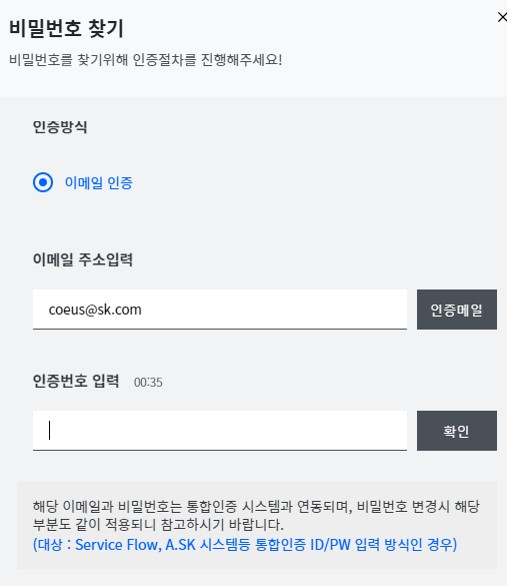 비밀번호 찾기
비밀번호를 찾기위해 인증절차를 진행해주세요!
인증방식
이메일 인증
이메일 주소입력
coeus@sk.com 인증메일
인증번호 입력 00:35
확인
해당 이메일과 비밀번호는 통합인증 시스템과 연동되며, 비밀번호 변경시 해당
부분도 같이 적용되니 참고하시기 바랍니다.
(대상 : Service Flow, A.SK 시스템등 통합인증 ID/PW 입력 방식인 경우)